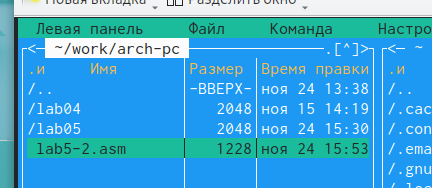 Новая вкладка Разделить окно
Левая панель Файл Команда Настро
<— ~/work/arch-pc .[^]> <— ~
.и Имя Размер Время правки .и
/.. -ВВЕРХ- ноя 24 13:38 /..
/lab04 2048 ноя 15 14:19 /.cac
/lab05 2048 ноя 24 15:30 /.con
lab5-2.asm 1228 ноя 24 15:53 /.ema
/.gnu